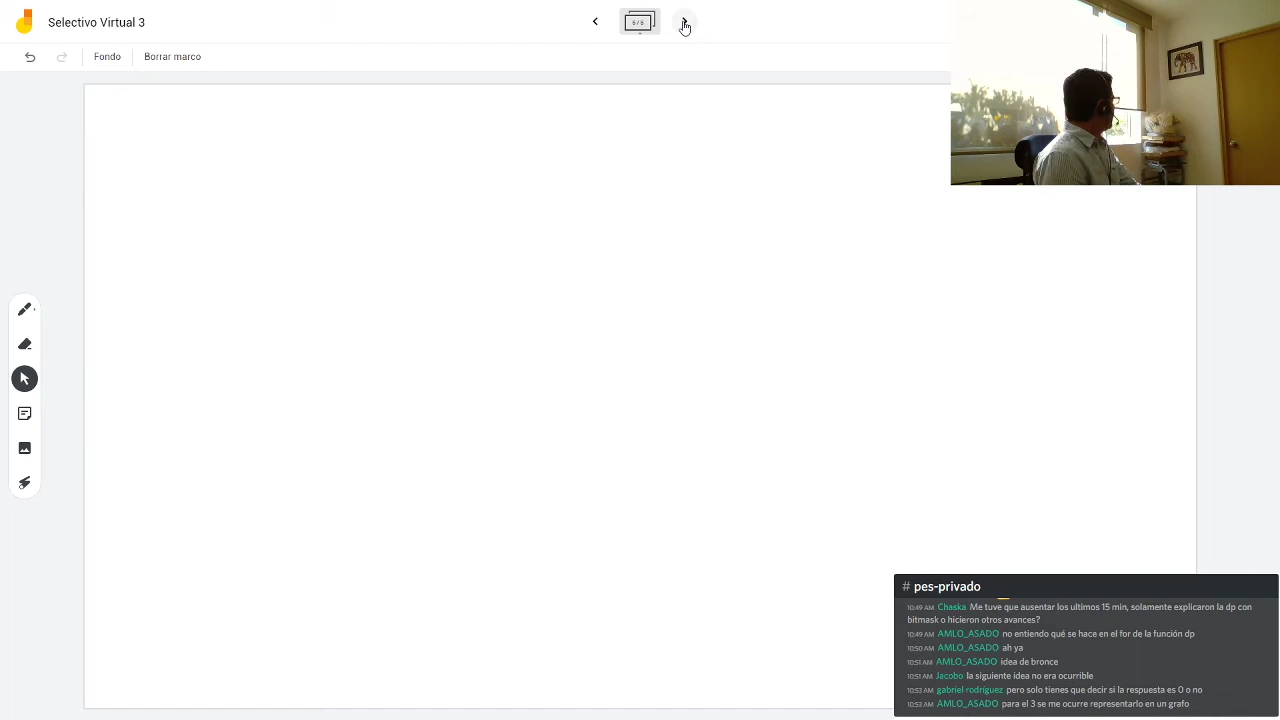 Selectivo Virtual 3
5 / 5
Fondo
Borrar marco
# pes-privado
10:49 AM Chaska Me tuve que ausentar los ultimos 15 min, solamente explicaron la dp con
bitmask o hicieron otros avances?
10:49 AM AMLO_ASADO no entiendo qué se hace en el for de la función dp
10:50 AM AMLO_ASADO ah ya
10:51 AM AMLO_ASADO idea de bronce
10:51 AM Jacobo la siguiente idea no era ocurrible
10:53 AM gabriel rodríguez pero solo tienes que decir si la respuesta es 0 o no
10:53 AM AMLO_ASADO para el 3 se me ocurre representarlo en un grafo